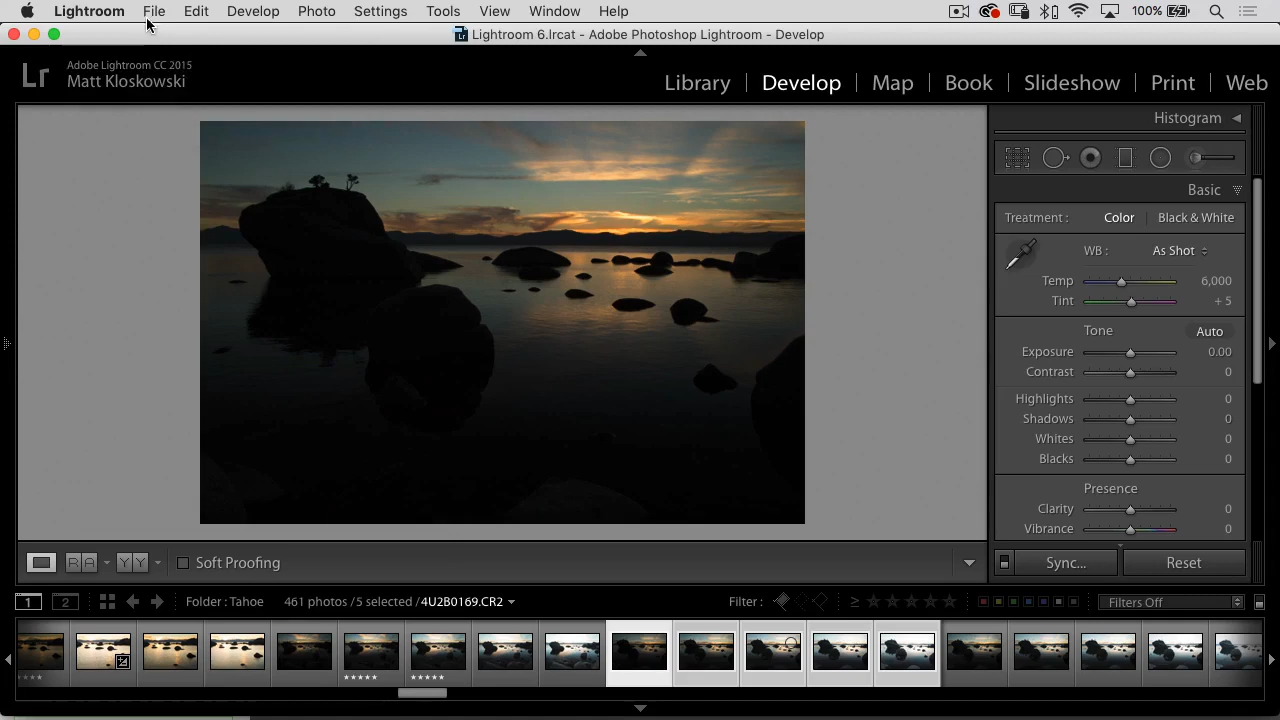 Lightroom File Edit Develop Photo Settings Tools View Window Help 100%
Lightroom 6.lrcat - Adobe Photoshop Lightroom - Develop
Lr Adobe Lightroom CC 2015
Matt Kloskowski
Library Develop Map Book Slideshow Print Web
Histogram
Basic
Treatment : Color Black & White
WB : As Shot
Temp 6,000
Tint + 5
Tone Auto
Exposure 0.00
Contrast 0
Highlights 0
Shadows 0
Whites 0
Blacks 0
Presence
Clarity 0
Vibrance 0
R A Y Y Soft Proofing Sync... Reset
1 2 Folder : Tahoe 461 photos / 5 selected / 4U2B0169.CR2 Filter : ≥ Filters Off